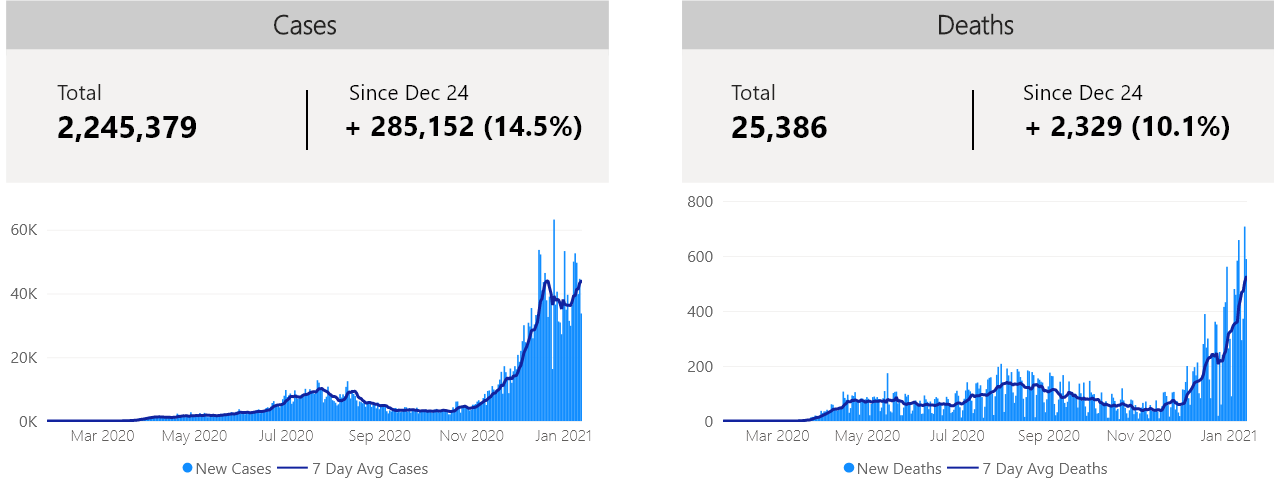 Cases
Total
2,245,379
Since Dec 24
+ 285,152 (14.5%)
60K
40K
20K
0K
Mar 2020 May 2020 Jul 2020 Sep 2020 Nov 2020 Jan 2021
New Cases 7 Day Avg Cases
Deaths
Total
25,386
Since Dec 24
+ 2,329 (10.1%)
800
600
400
200
0
Mar 2020 May 2020 Jul 2020 Sep 2020 Nov 2020 Jan 2021
New Deaths 7 Day Avg Deaths